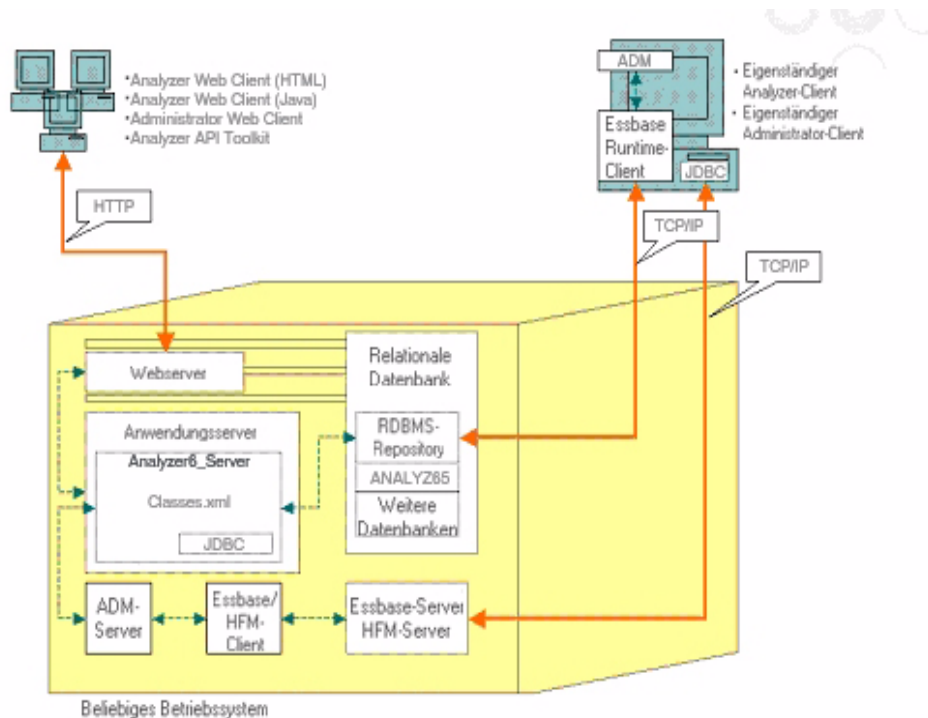 •Analyzer Web Client (HTML)
•Analyzer Web Client (Java)
•Administrator Web Client
•Analyzer API Toolkit
ADM
Essbase
Runtime-
Client
JDBC
• Eigenständiger
Analyzer-Client
• Eigenständiger
Administrator-Client
HTTP
TCP/IP
TCP/IP
Webserver
Relationale
Datenbank
RDBMS-
Repository
ANALYZ65
Weitere
Datenbanken
Anwendungsserver
Analyzer6_Server
Classes.xml
JDBC
ADM-
Server
Essbase/
HFM-
Client
Essbase-Server
HFM-Server
Beliebiges Betriebssystem